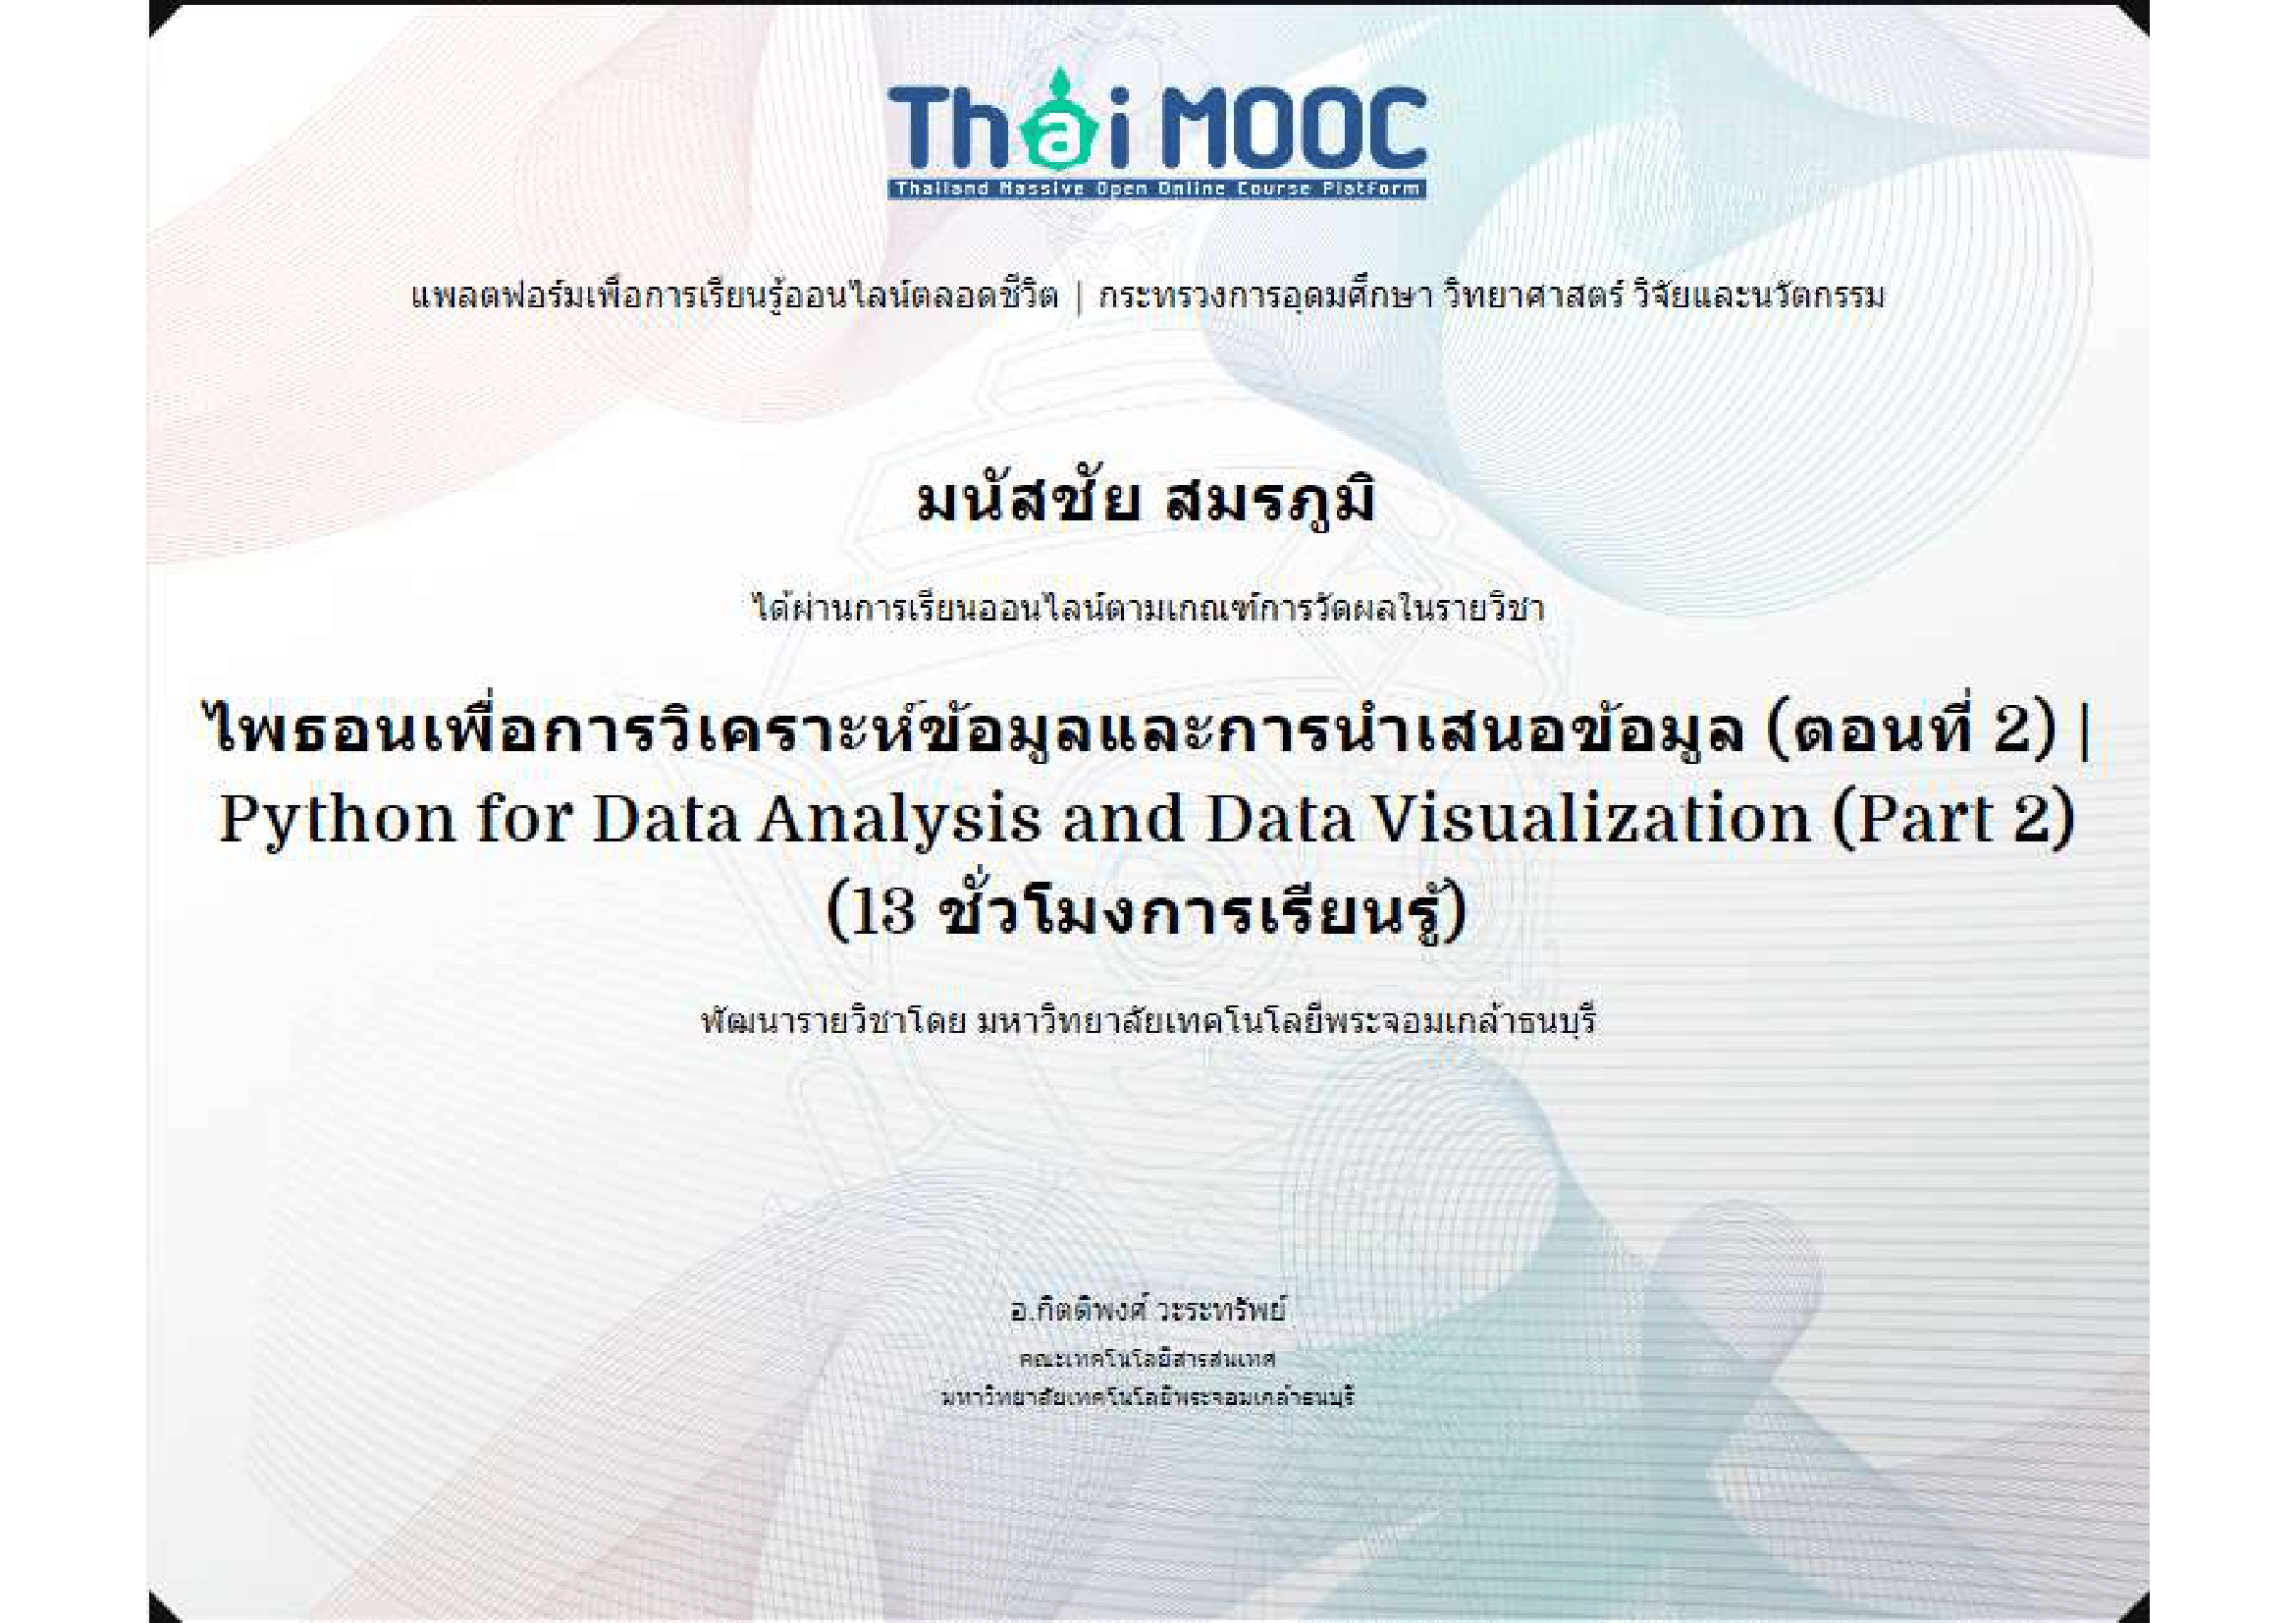 Thai MOOC
Thailand Massive Open Online Course Platform
แพลตฟอร์มเพื่อการเรียนรู้ออนไลน์ตลอดชีวิต | กระทรวงการอุดมศึกษา วิทยาศาสตร์ วิจัยและนวัตกรรม
มนัสชัย สมรภูมิ
ได้ผ่านการเรียนออนไลน์ตามเกณฑ์การวัดผลในรายวิชา
ไพธอนเพื่อการวิเคราะห์ข้อมูลและการนำเสนอข้อมูล (ตอนที่ 2) |
Python for Data Analysis and Data Visualization (Part 2)
(13 ชั่วโมงการเรียนรู้)
พัฒนารายวิชาโดย มหาวิทยาลัยเทคโนโลยีพระจอมเกล้าธนบุรี
อ.กิตติพงศ์ วะระทรัพย์
คณะเทคโนโลยีสารสนเทศ
มหาวิทยาลัยเทคโนโลยีพระจอมเกล้าธนบุรี